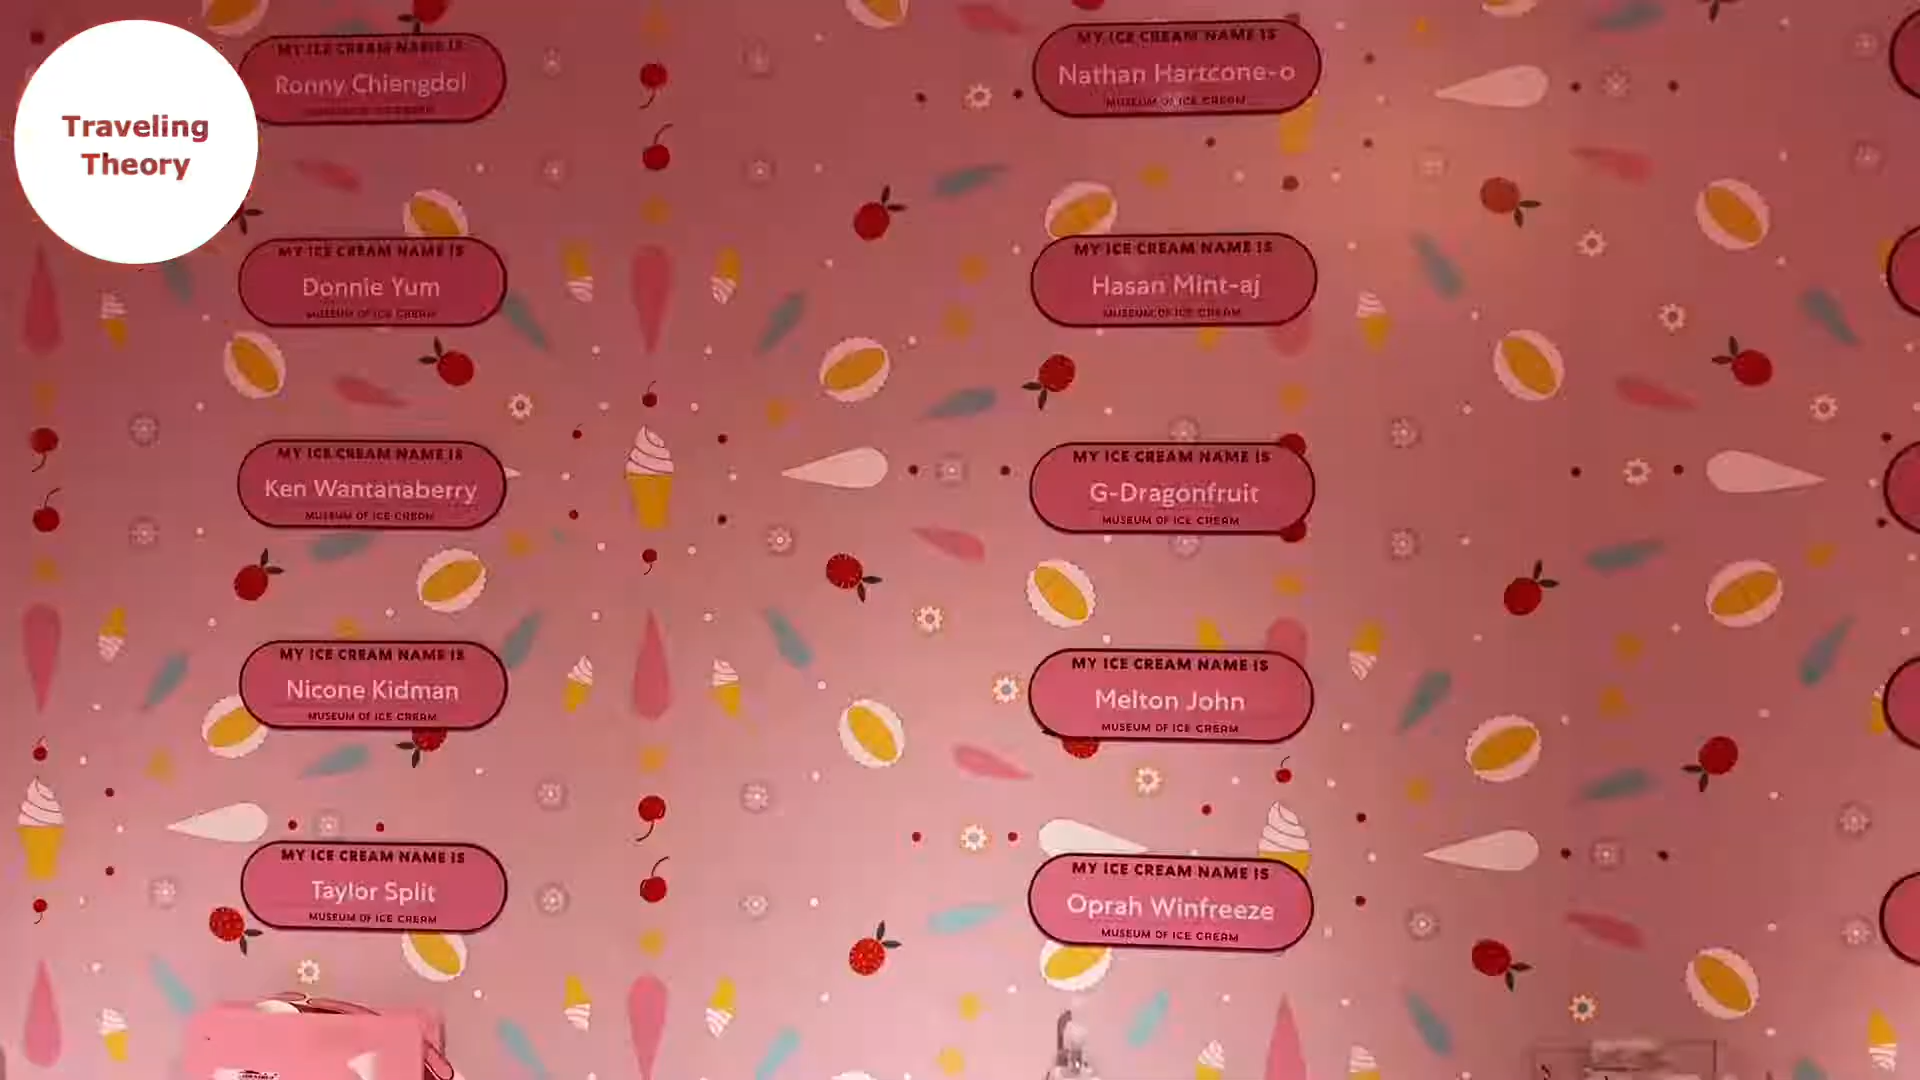 Traveling
Theory
MY ICE CREAM NAME IS
Ronny Chiengdol
MUSEUM OF ICE CREAM
MY ICE CREAM NAME IS
Donnie Yum
MUSEUM OF ICE CREAM
MY ICE CREAM NAME IS
Ken Wantanaberry
MUSEUM OF ICE CREAM
MY ICE CREAM NAME IS
Nicone Kidman
MUSEUM OF ICE CREAM
MY ICE CREAM NAME IS
Taylor Split
MUSEUM OF ICE CREAM
MY ICE CREAM NAME IS
Nathan Hartcone-o
MUSEUM OF ICE CREAM
MY ICE CREAM NAME IS
Hasan Mint-aj
MUSEUM OF ICE CREAM
MY ICE CREAM NAME IS
G-Dragonfruit
MUSEUM OF ICE CREAM
MY ICE CREAM NAME IS
Melton John
MUSEUM OF ICE CREAM
MY ICE CREAM NAME IS
Oprah Winfreeze
MUSEUM OF ICE CREAM